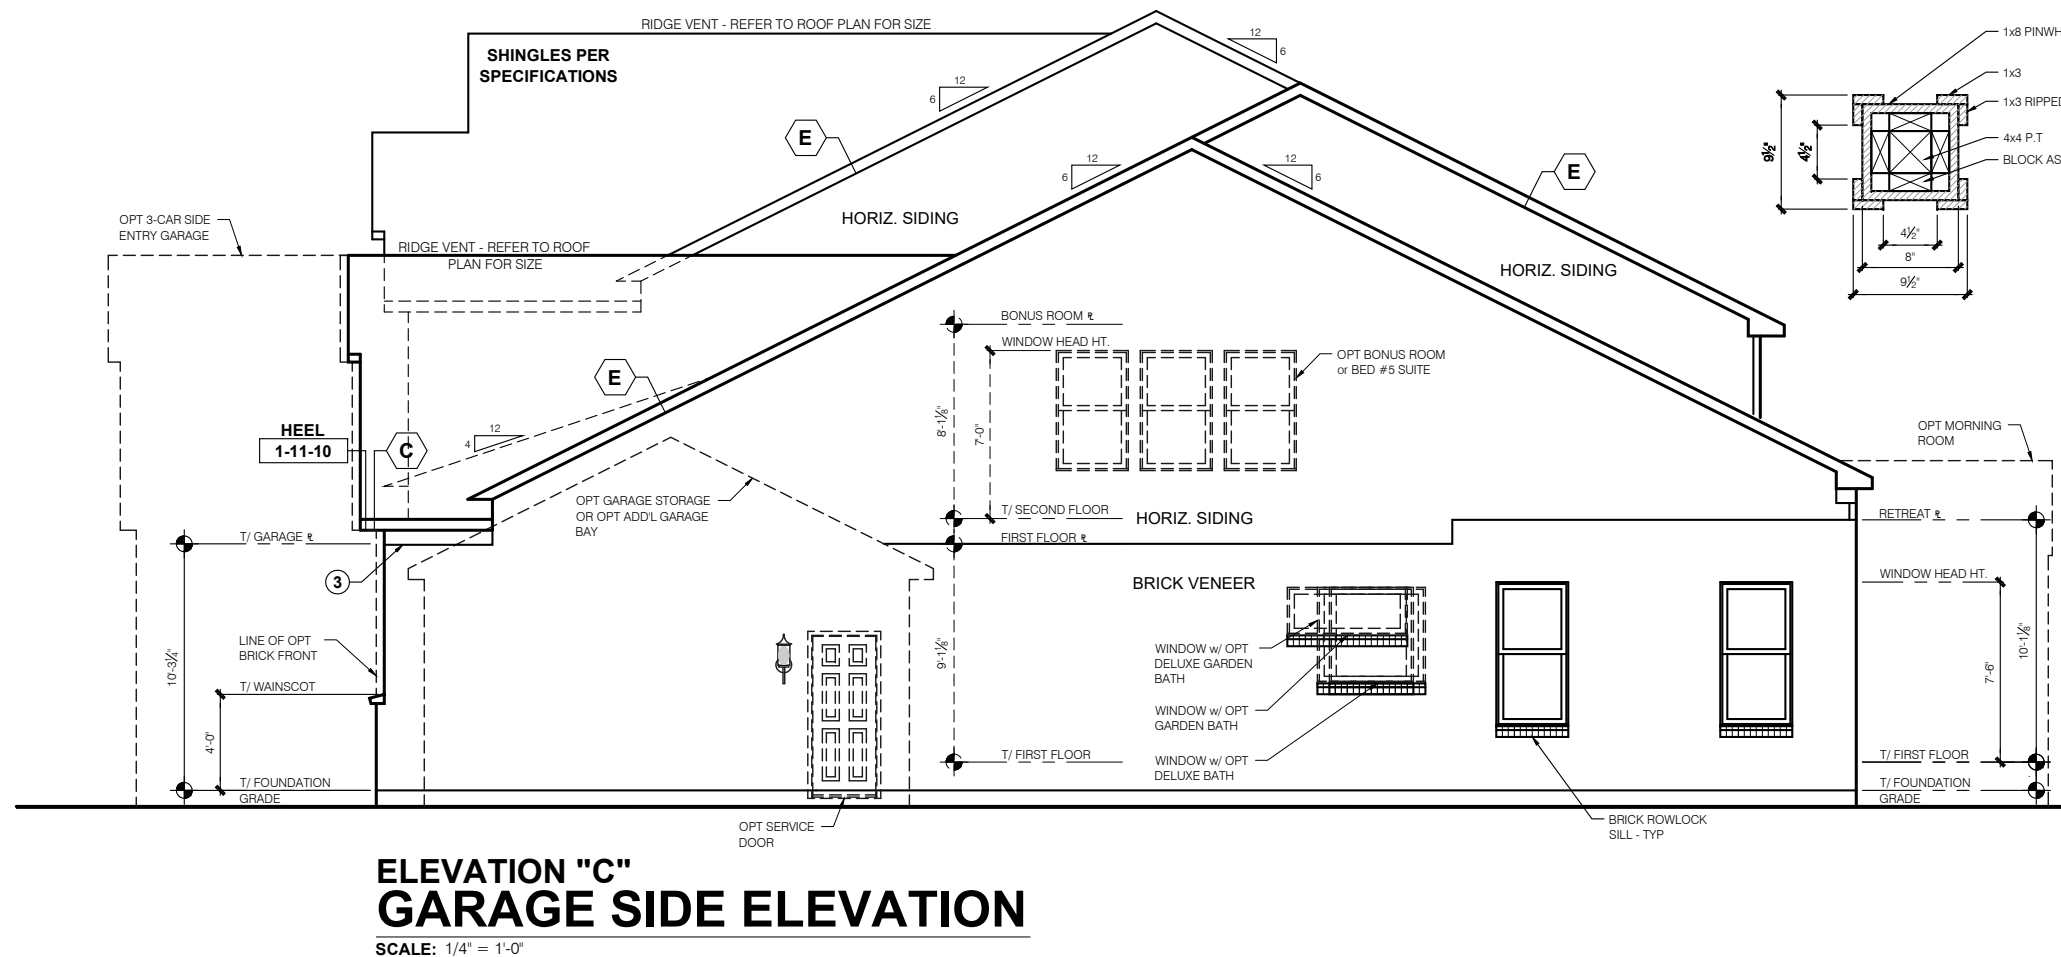 RIDGE VENT - REFER TO ROOF PLAN FOR SIZE
SHINGLES PER
SPECIFICATIONS
12
6
12
6
E
12
6
12
6
E
HORIZ. SIDING
HORIZ. SIDING
OPT 3-CAR SIDE
ENTRY GARAGE
RIDGE VENT - REFER TO ROOF
PLAN FOR SIZE
1x3
4x4 P.T
9½"
4½"
4½"
8"
9½"
BONUS ROOM ℄
WINDOW HEAD HT.
OPT BONUS ROOM
or BED #5 SUITE
E
8'-1⅛"
7'-0"
12
4
HEEL
1-11-10
C
OPT GARAGE STORAGE
OR OPT ADD'L GARAGE
BAY
T/ SECOND FLOOR
HORIZ. SIDING
FIRST FLOOR ℄
OPT MORNING
ROOM
RETREAT ℄
WINDOW HEAD HT.
T/ GARAGE ℄
3
BRICK VENEER
LINE OF OPT
BRICK FRONT
10'-3¼"
T/ WAINSCOT
4'-0"
T/ FOUNDATION
GRADE
9'-1⅛"
WINDOW w/ OPT
DELUXE GARDEN
BATH
WINDOW w/ OPT
GARDEN BATH
WINDOW w/ OPT
DELUXE BATH
T/ FIRST FLOOR
7'-6"
10'-1⅛"
T/ FIRST FLOOR
T/ FOUNDATION
GRADE
OPT SERVICE
DOOR
BRICK ROWLOCK
SILL - TYP
ELEVATION "C"
GARAGE SIDE ELEVATION
SCALE: 1/4" = 1'-0"
1x8
1x3 RIPPED
BLOCK